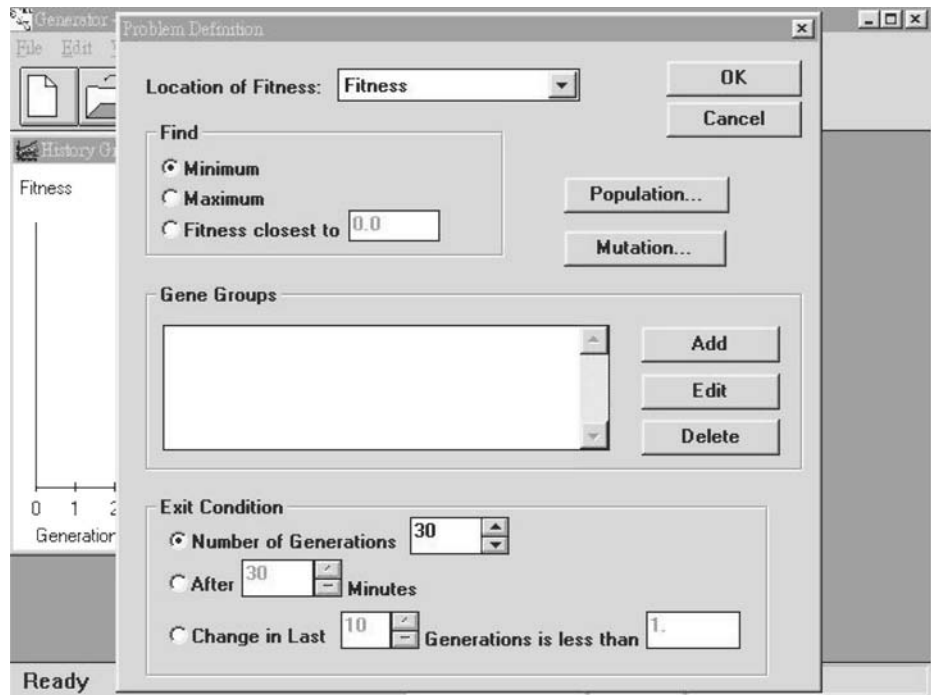 Generator -
Problem Definition
File Edit
Location of Fitness: Fitness
OK
Cancel
Find
Minimum
Maximum
Fitness closest to 0.0
Population...
Mutation...
History Gr
Fitness
Gene Groups
Add
Edit
Delete
0 1 2
Generation
Exit Condition
Number of Generations 30
After 30 Minutes
Change in Last 10 Generations is less than 1.
Ready